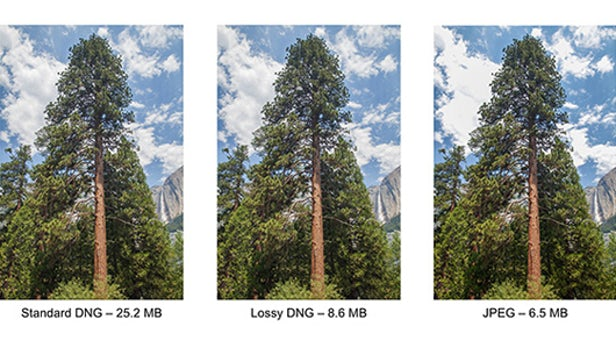 Standard DNG – 25.2 MB
Lossy DNG – 8.6 MB
JPEG – 6.5 MB